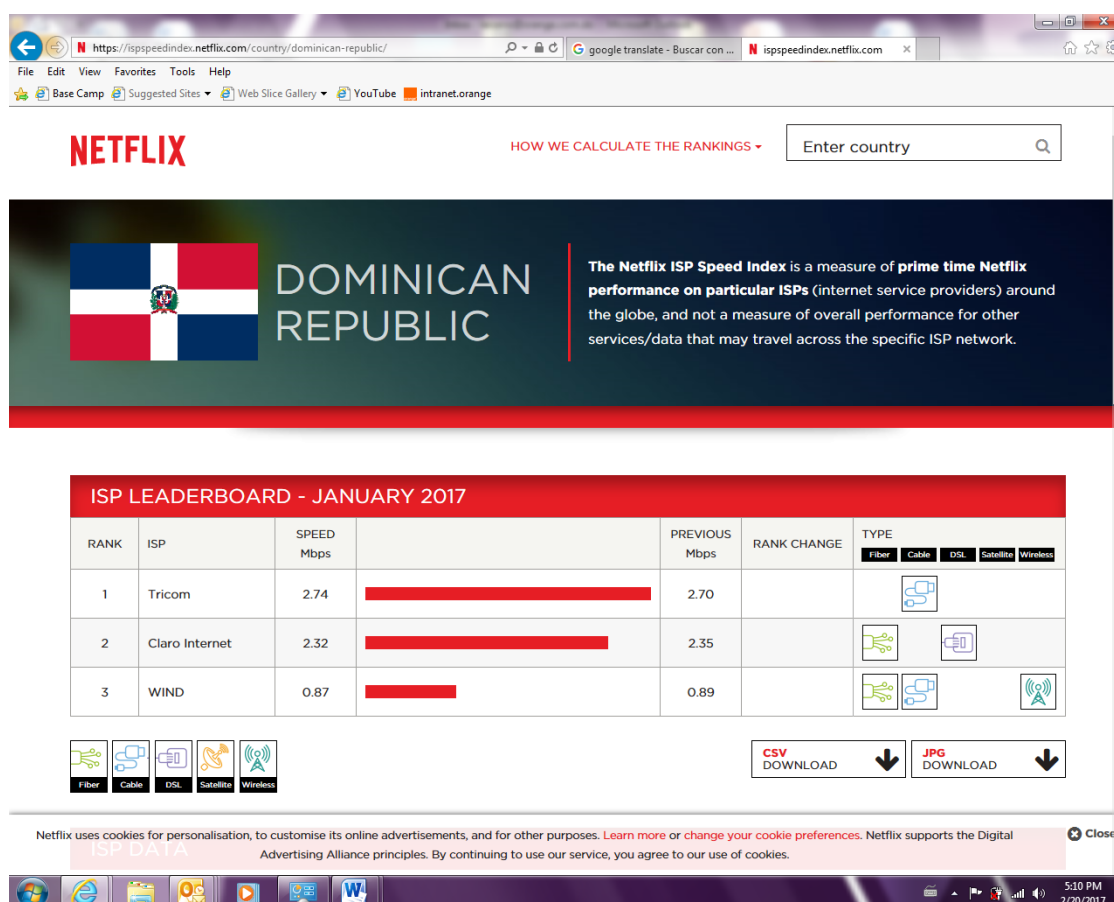 https://ispspeedindex.netflix.com/country/dominican-republic/
google translate - Buscar con ...
ispspeedindex.netflix.com
File Edit View Favorites Tools Help
Base Camp Suggested Sites Web Slice Gallery YouTube intranet.orange
NETFLIX
HOW WE CALCULATE THE RANKINGS
Enter country
DOMINICAN
REPUBLIC
The Netflix ISP Speed Index is a measure of prime time Netflix
performance on particular ISPs (internet service providers) around
the globe, and not a measure of overall performance for other
services/data that may travel across the specific ISP network.
ISP LEADERBOARD - JANUARY 2017
RANK ISP SPEED Mbps PREVIOUS Mbps RANK CHANGE TYPE
Fiber Cable DSL Satellite Wireless
1 Tricom 2.74 2.70
2 Claro Internet 2.32 2.35
3 WIND 0.87 0.89
Fiber Cable DSL Satellite Wireless
CSV DOWNLOAD
JPG DOWNLOAD
Netflix uses cookies for personalisation, to customise its online advertisements, and for other purposes. Learn more or change your cookie preferences. Netflix supports the Digital
Advertising Alliance principles. By continuing to use our service, you agree to our use of cookies.
Close
ISP DATA
5:10 PM
2/20/2017